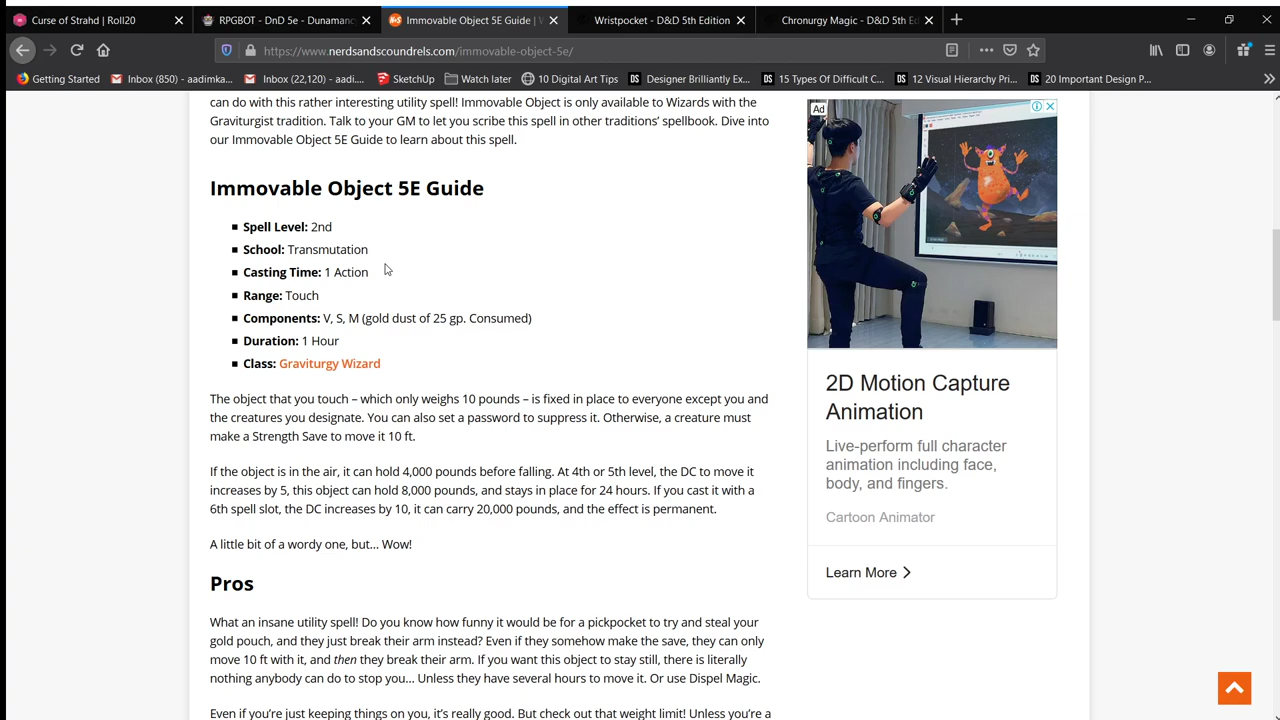 Curse of Strahd | Roll20
RPGBOT - DnD 5e - Dunamanc
Immovable Object 5E Guide | W
Wristpocket - D&D 5th Edition
Chronurgy Magic - D&D 5th Ed
https://www.nerdsandscoundrels.com/immovable-object-5e/
Getting Started
Inbox (850) - aadimka...
Inbox (22,120) - aadi...
SketchUp
Watch later
10 Digital Art Tips
Designer Brilliantly Ex...
15 Types Of Difficult C...
12 Visual Hierarchy Pri...
20 Important Design P...
can do with this rather interesting utility spell! Immovable Object is only available to Wizards with the
Graviturgist tradition. Talk to your GM to let you scribe this spell in other traditions' spellbook. Dive into
our Immovable Object 5E Guide to learn about this spell.
Immovable Object 5E Guide
Spell Level: 2nd
School: Transmutation
Casting Time: 1 Action
Range: Touch
Components: V, S, M (gold dust of 25 gp. Consumed)
Duration: 1 Hour
Class: Graviturgy Wizard
The object that you touch – which only weighs 10 pounds – is fixed in place to everyone except you and
the creatures you designate. You can also set a password to suppress it. Otherwise, a creature must
make a Strength Save to move it 10 ft.
If the object is in the air, it can hold 4,000 pounds before falling. At 4th or 5th level, the DC to move it
increases by 5, this object can hold 8,000 pounds, and stays in place for 24 hours. If you cast it with a
6th spell slot, the DC increases by 10, it can carry 20,000 pounds, and the effect is permanent.
A little bit of a wordy one, but... Wow!
Pros
What an insane utility spell! Do you know how funny it would be for a pickpocket to try and steal your
gold pouch, and they just break their arm instead? Even if they somehow make the save, they can only
move 10 ft with it, and then they break their arm. If you want this object to stay still, there is literally
nothing anybody can do to stop you... Unless they have several hours to move it. Or use Dispel Magic.
Even if you're just keeping things on you, it's really good. But check out that weight limit! Unless you're a
Ad
2D Motion Capture
Animation
Live-perform full character
animation including face,
body, and fingers.
Cartoon Animator
Learn More